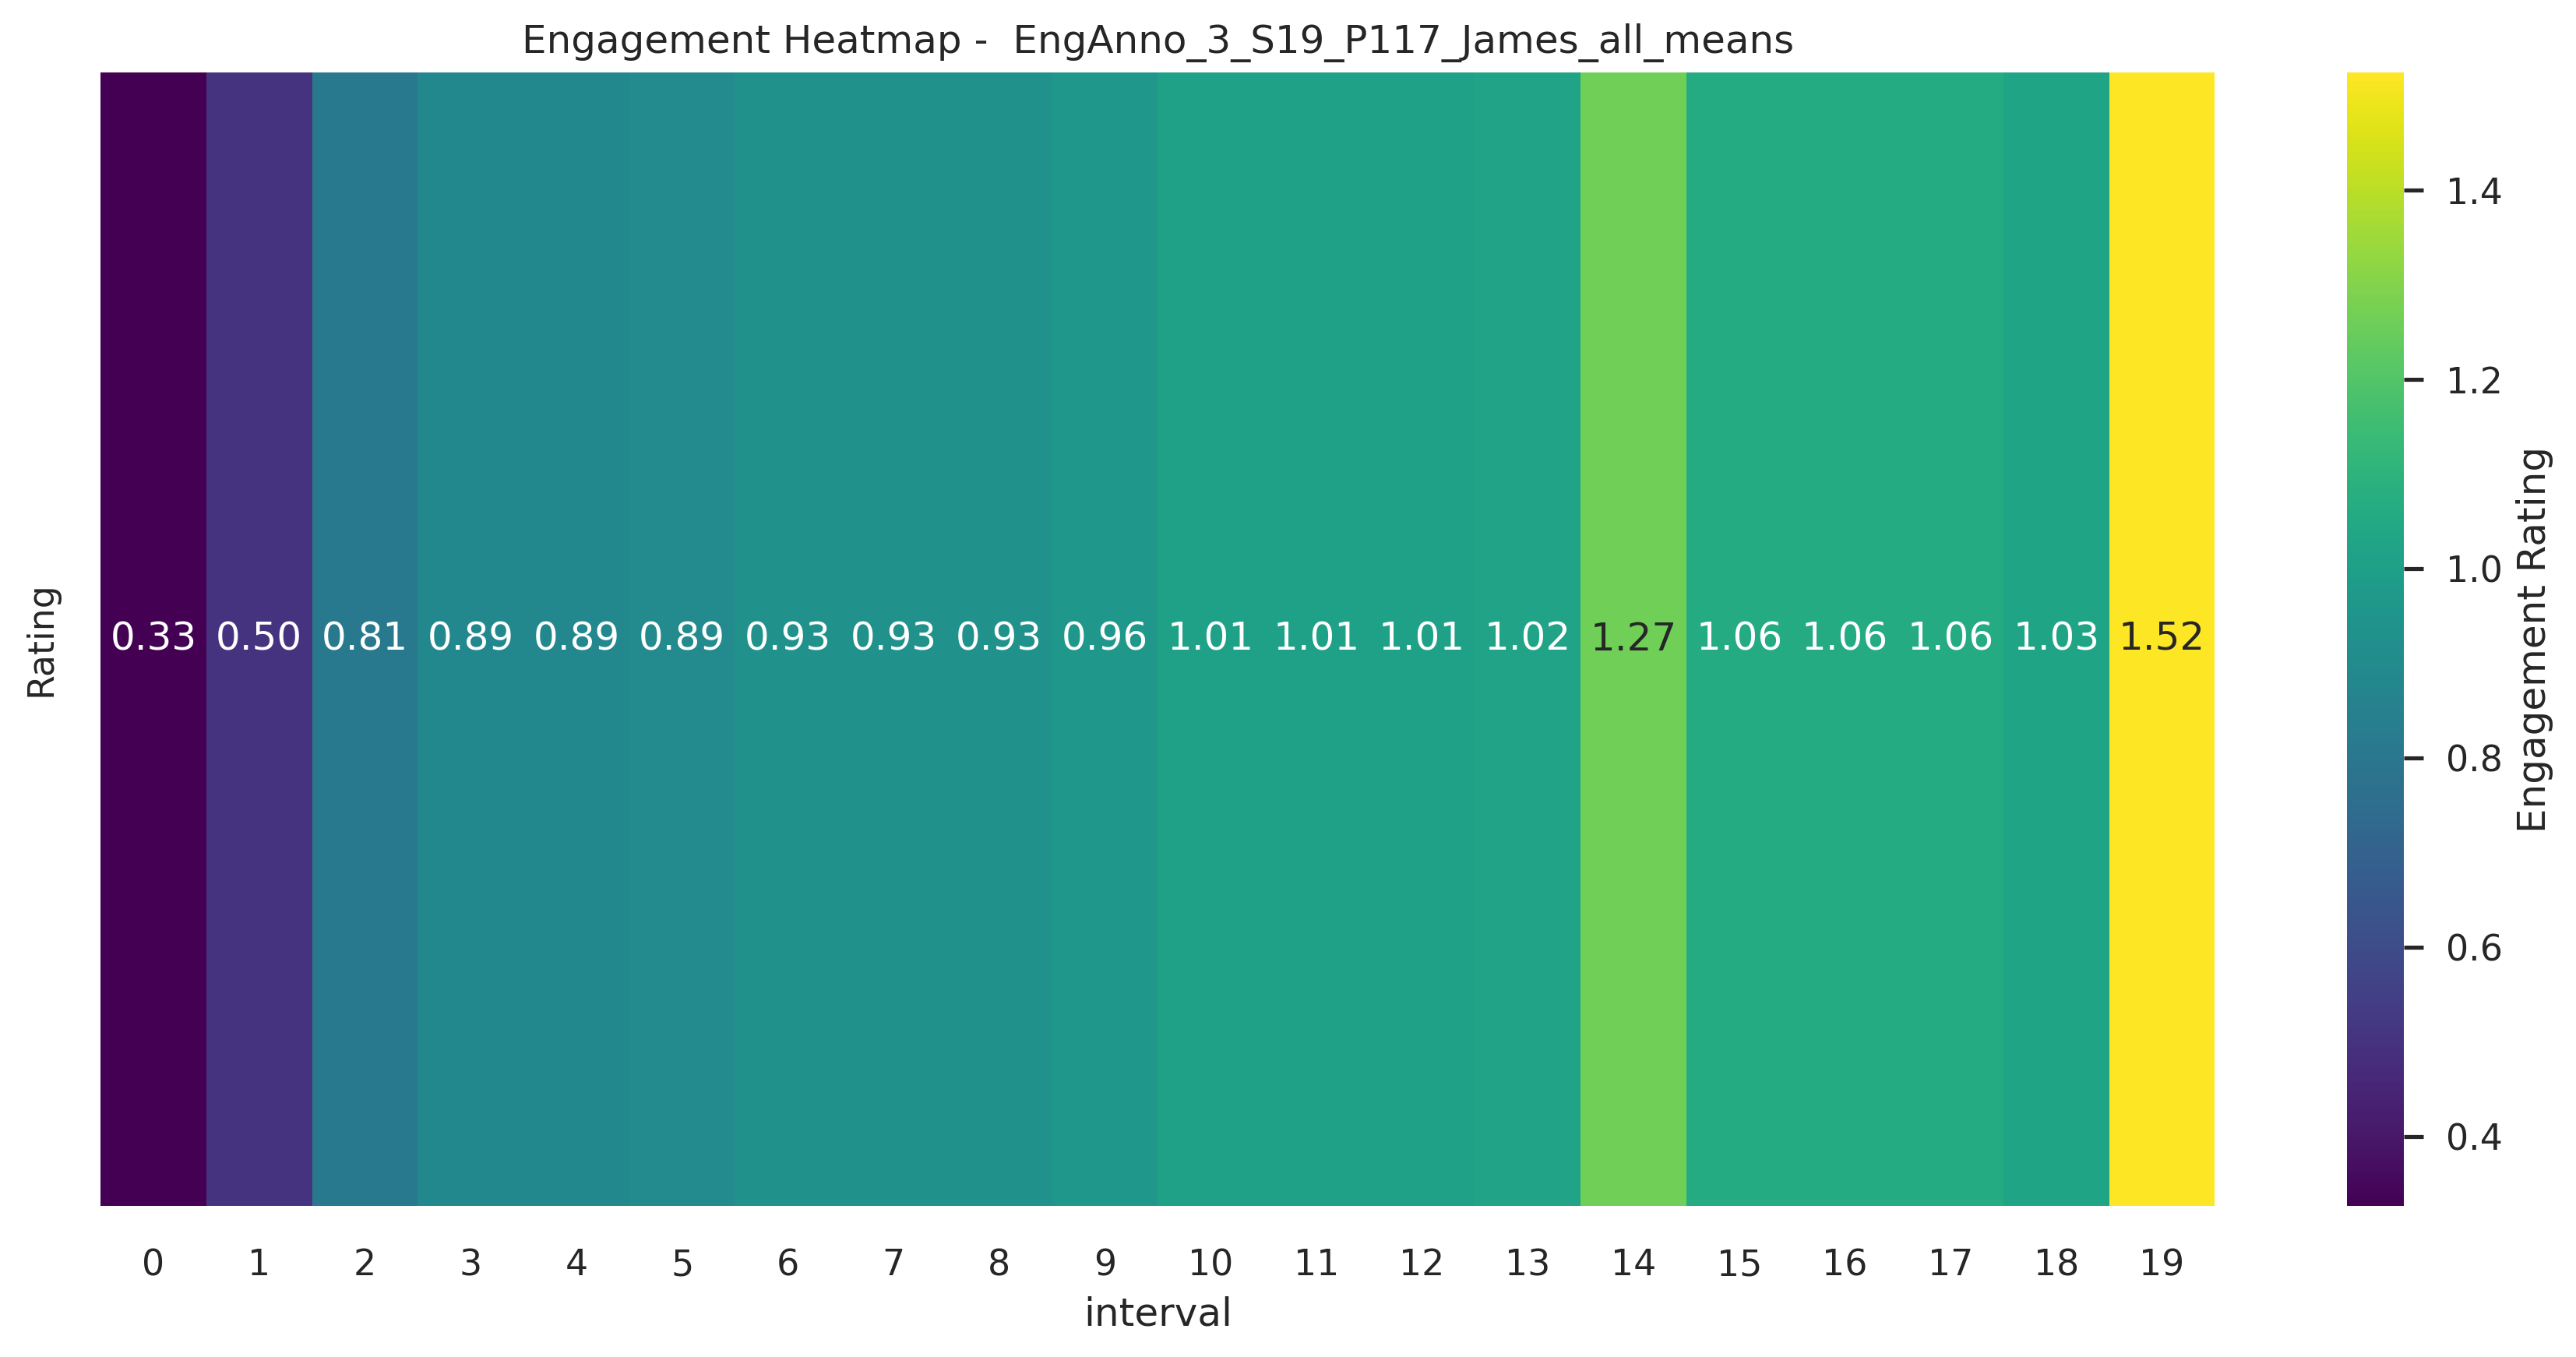 Engagement Heatmap -  EngAnno_3_S19_P117_James_all_means
Rating
0.33 0.50 0.81 0.89 0.89 0.89 0.93 0.93 0.93 0.96 1.01 1.01 1.01 1.02 1.27 1.06 1.06 1.06 1.03 1.52
0 1 2 3 4 5 6 7 8 9 10 11 12 13 14 15 16 17 18 19
interval
1.4
1.2
1.0
0.8
0.6
0.4
Engagement Rating